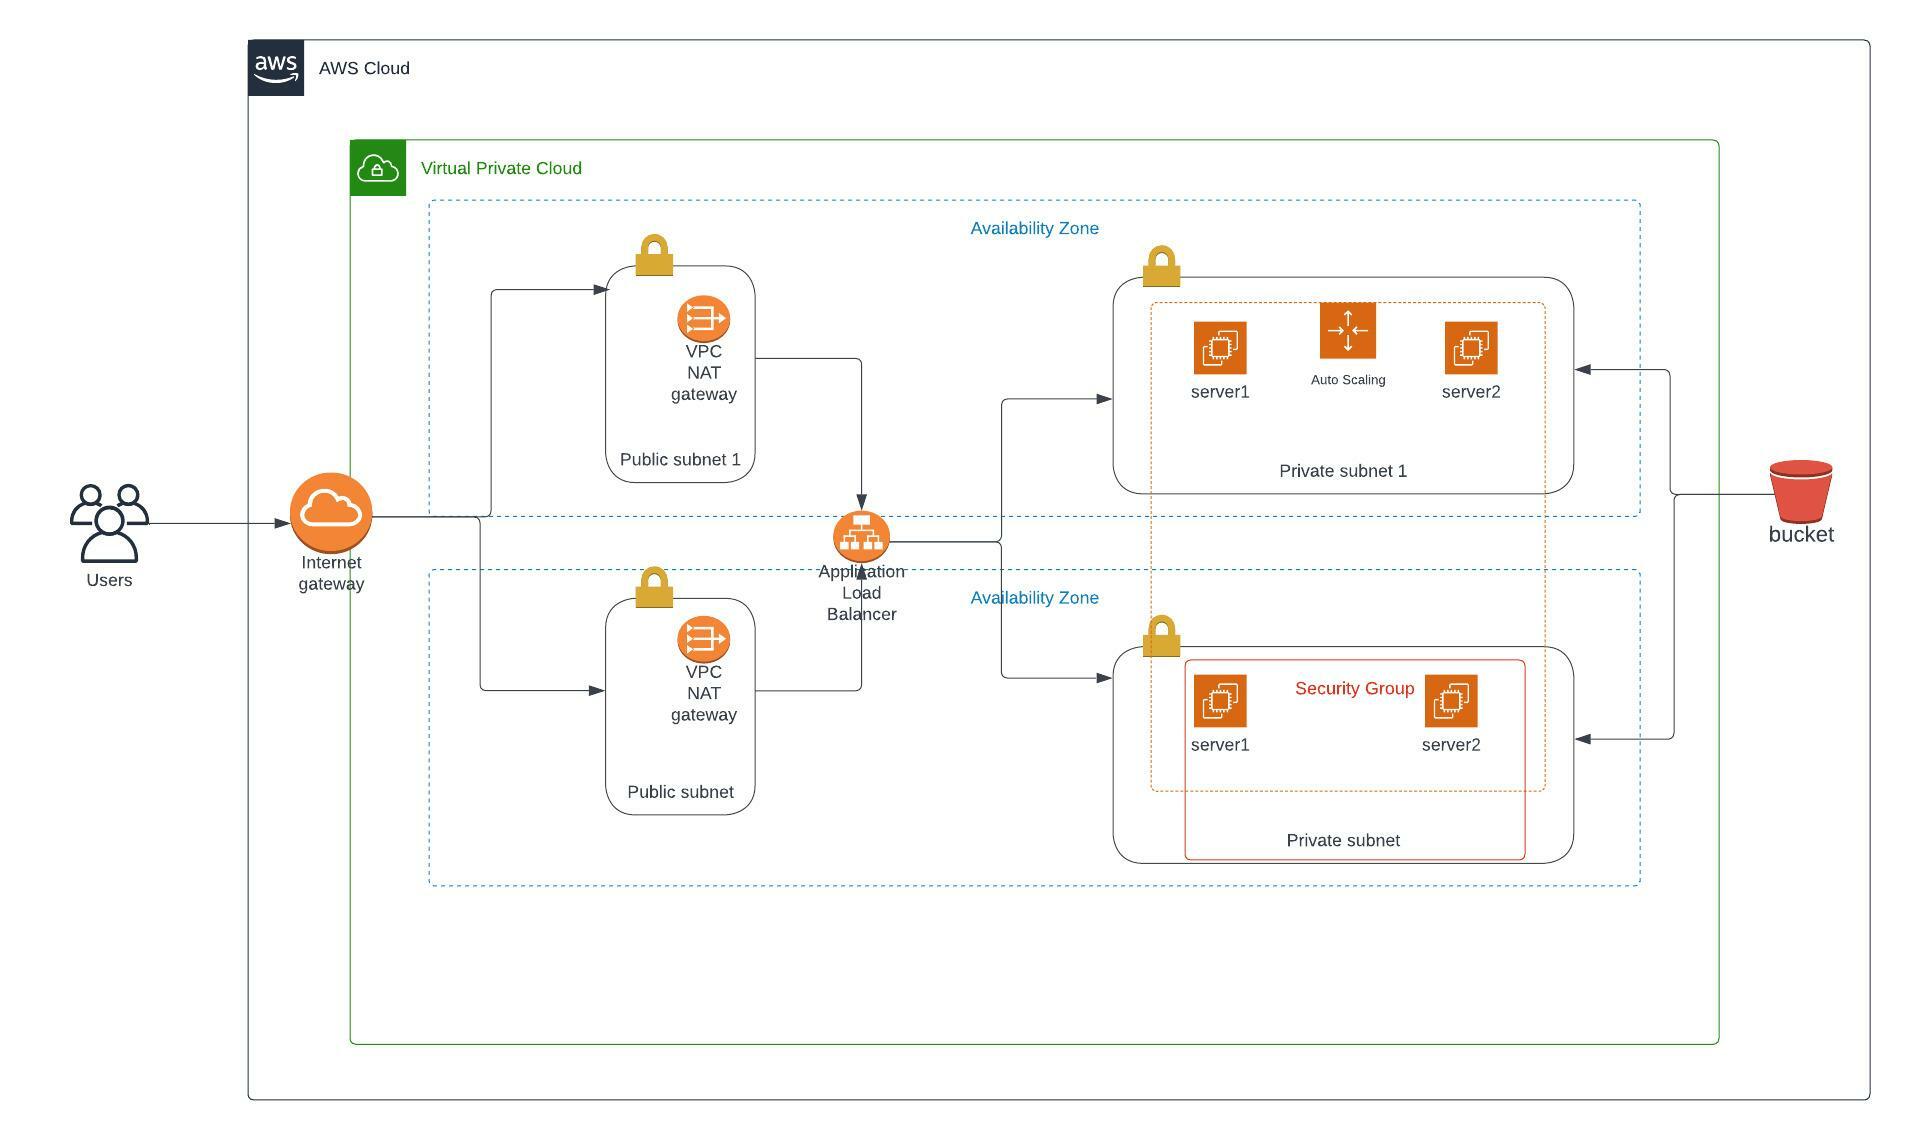 aws
AWS Cloud
Virtual Private Cloud
Availability Zone
VPC
NAT
gateway
Public subnet 1
server1
Auto Scaling
server2
Private subnet 1
Users
Internet
gateway
Application
Load
Balancer
bucket
Availability Zone
VPC
NAT
gateway
Public subnet
Security Group
server1
server2
Private subnet